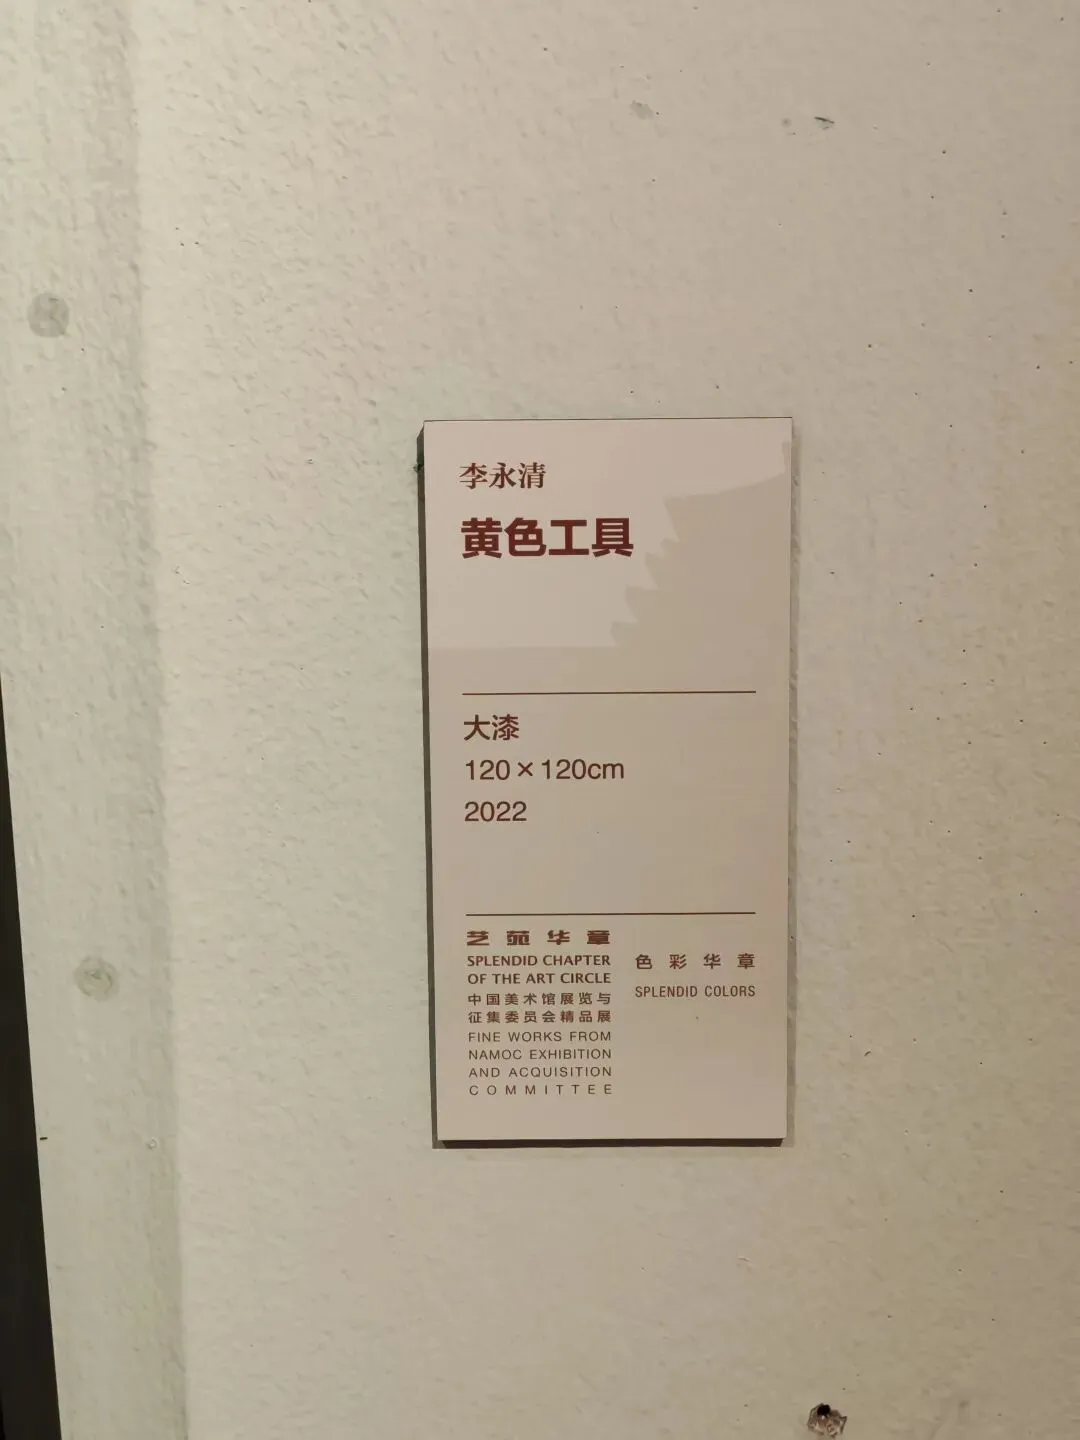 李永清
黄色工具
大漆
120×120cm
2022
艺苑华章
SPLENDID CHAPTER
OF THE ART CIRCLE
中国美术馆展览与
征集委员会精品展
FINE WORKS FROM
NAMOC EXHIBITION
AND ACQUISITION
COMMITTEE
色彩华章
SPLENDID COLORS